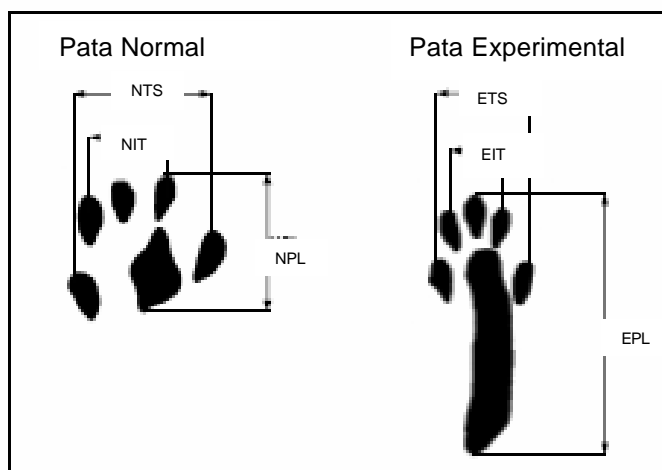 Pata Normal Pata Experimental
NTS ETS
NIT EIT
NPL
EPL